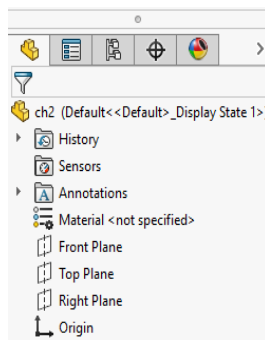 ch2 (Default<<Default>_Display State 1>)
History
Sensors
A Annotations
Material <not specified>
Front Plane
Top Plane
Right Plane
Origin